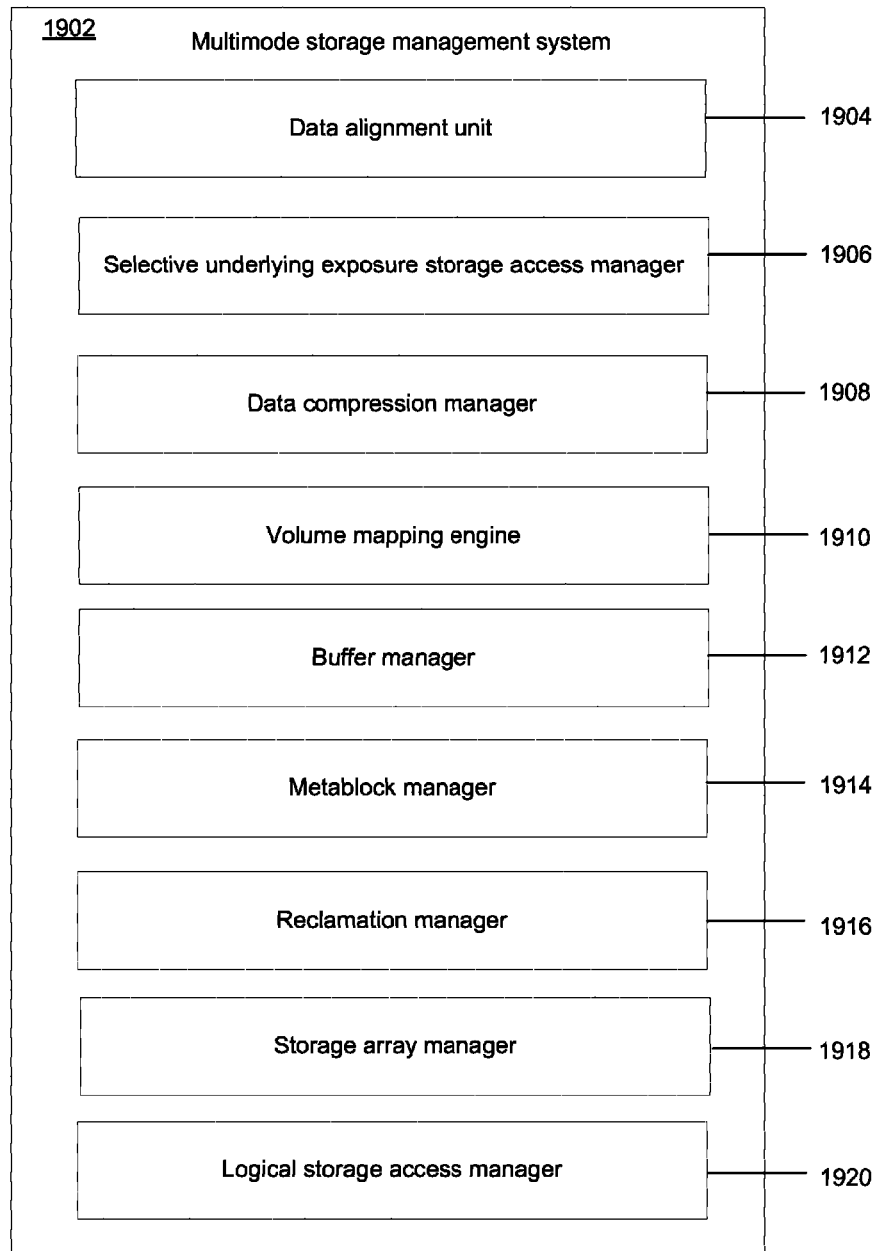 1902
Multimode storage management system
Data alignment unit
1904
Selective underlying exposure storage access manager
1906
Data compression manager
1908
Volume mapping engine
1910
Buffer manager
1912
Metablock manager
1914
Reclamation manager
1916
Storage array manager
1918
Logical storage access manager
1920